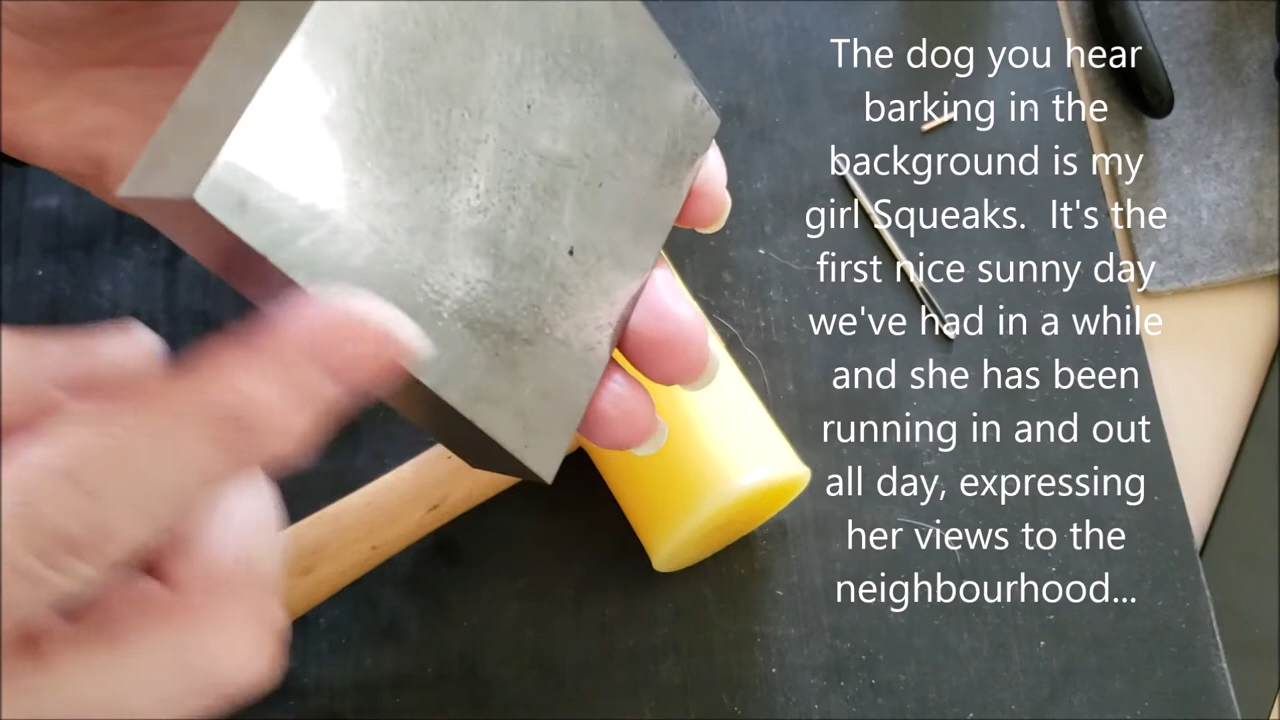 The dog you hear
barking in the
background is my
girl Squeaks.  It's the
first nice sunny day
we've had in a while
and she has been
running in and out
all day, expressing
her views to the
neighbourhood...